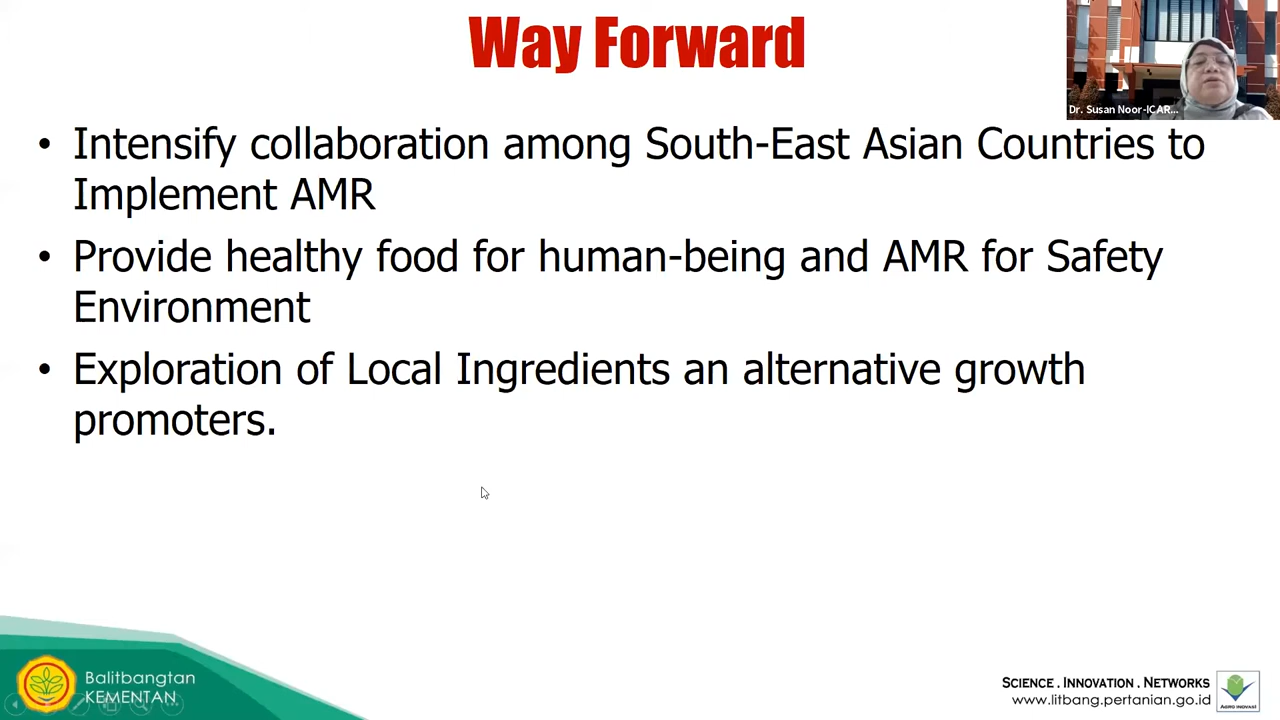 Way Forward
Dr. Susan Noor-ICAR...
• Intensify collaboration among South-East Asian Countries to
Implement AMR
• Provide healthy food for human-being and AMR for Safety
Environment
• Exploration of Local Ingredients an alternative growth
promoters.
Balitbangtan
KEMENTAN
SCIENCE . INNOVATION . NETWORKS
www.litbang.pertanian.go.id
AGRO INOVASI